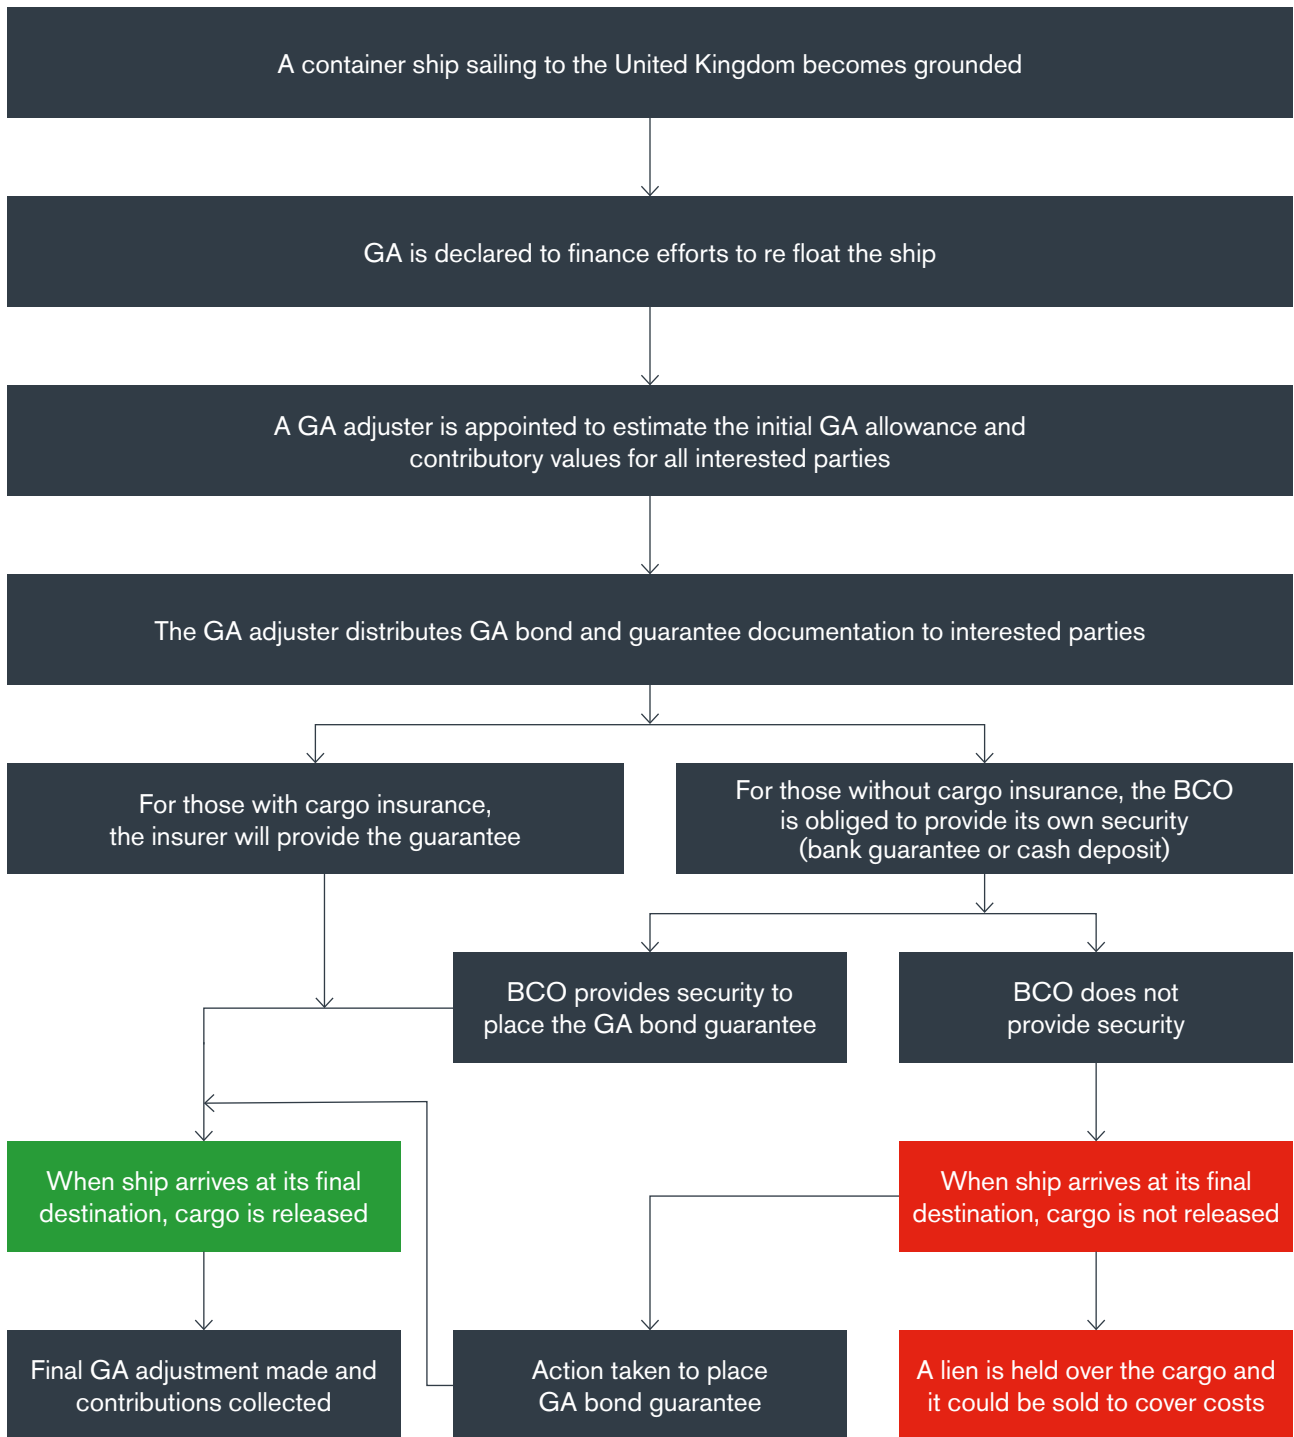 A container ship sailing to the United Kingdom becomes grounded
GA is declared to finance efforts to re float the ship
A GA adjuster is appointed to estimate the initial GA allowance and
contributory values for all interested parties
The GA adjuster distributes GA bond and guarantee documentation to interested parties
For those with cargo insurance,
the insurer will provide the guarantee
For those without cargo insurance, the BCO
is obliged to provide its own security
(bank guarantee or cash deposit)
BCO provides security to
place the GA bond guarantee
BCO does not
provide security
When ship arrives at its final
destination, cargo is released
When ship arrives at its final
destination, cargo is not released
Final GA adjustment made and
contributions collected
Action taken to place
GA bond guarantee
A lien is held over the cargo and
it could be sold to cover costs